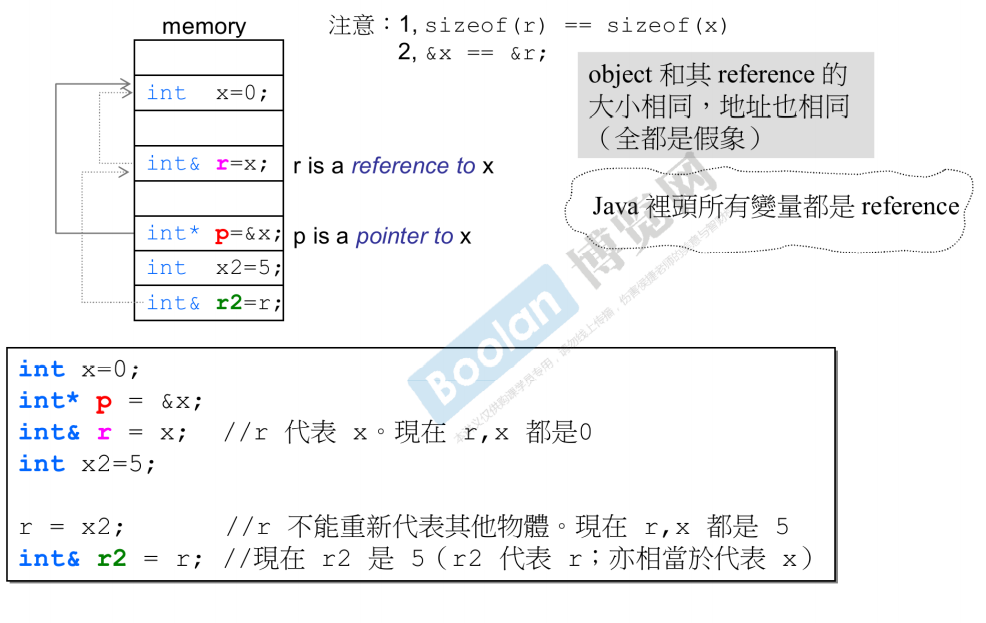 memory
注意：1, sizeof(r) == sizeof(x)
2, &x == &r;
object 和其 reference 的
大小相同，地址也相同
（全都是假象）
int x=0;
int& r=x;
r is a reference to x
Java 裡頭所有變量都是 reference
int* p=&x;
p is a pointer to x
int x2=5;
int& r2=r;
Boolan 博览网
int x=0;
int* p = &x;
int& r = x; //r 代表 x。現在 r,x 都是0
int x2=5;
r = x2; //r 不能重新代表其他物體。現在 r,x 都是 5
int& r2 = r; //現在 r2 是 5（r2 代表 r；亦相當於代表 x）